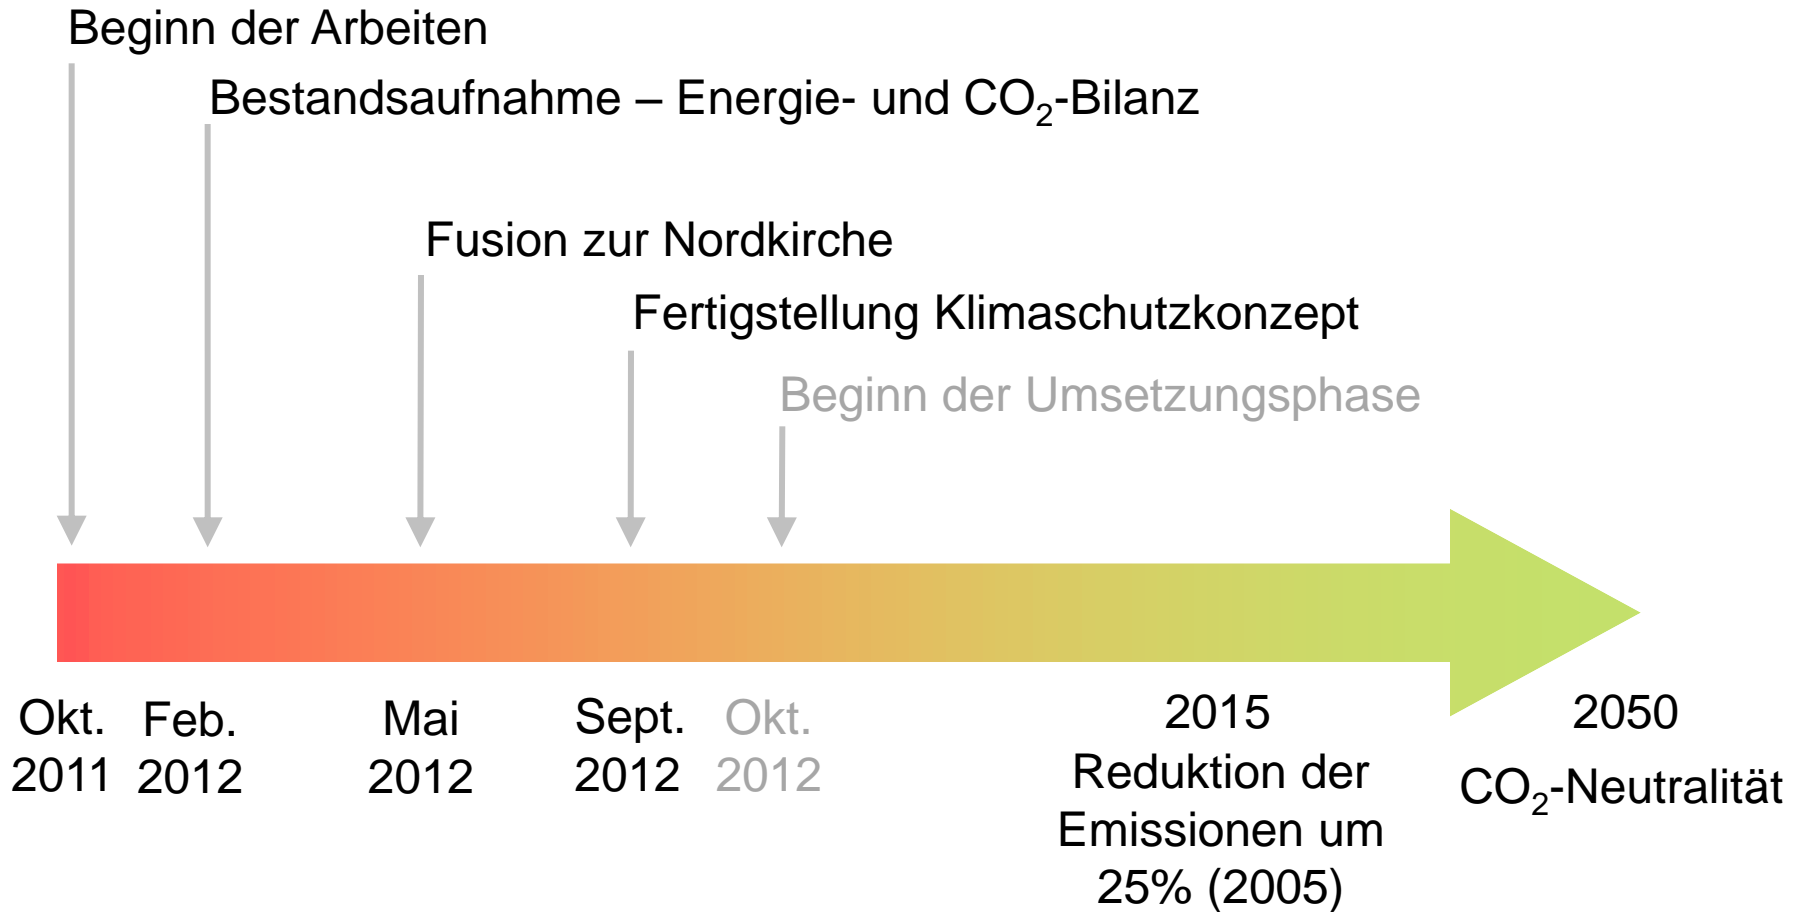 Beginn der Arbeiten
Bestandsaufnahme – Energie- und CO₂-Bilanz
Fusion zur Nordkirche
Fertigstellung Klimaschutzkonzept
Beginn der Umsetzungsphase
Okt.
2011
Feb.
2012
Mai
2012
Sept.
2012
Okt.
2012
2015
Reduktion der
Emissionen um
25% (2005)
2050
CO₂-Neutralität